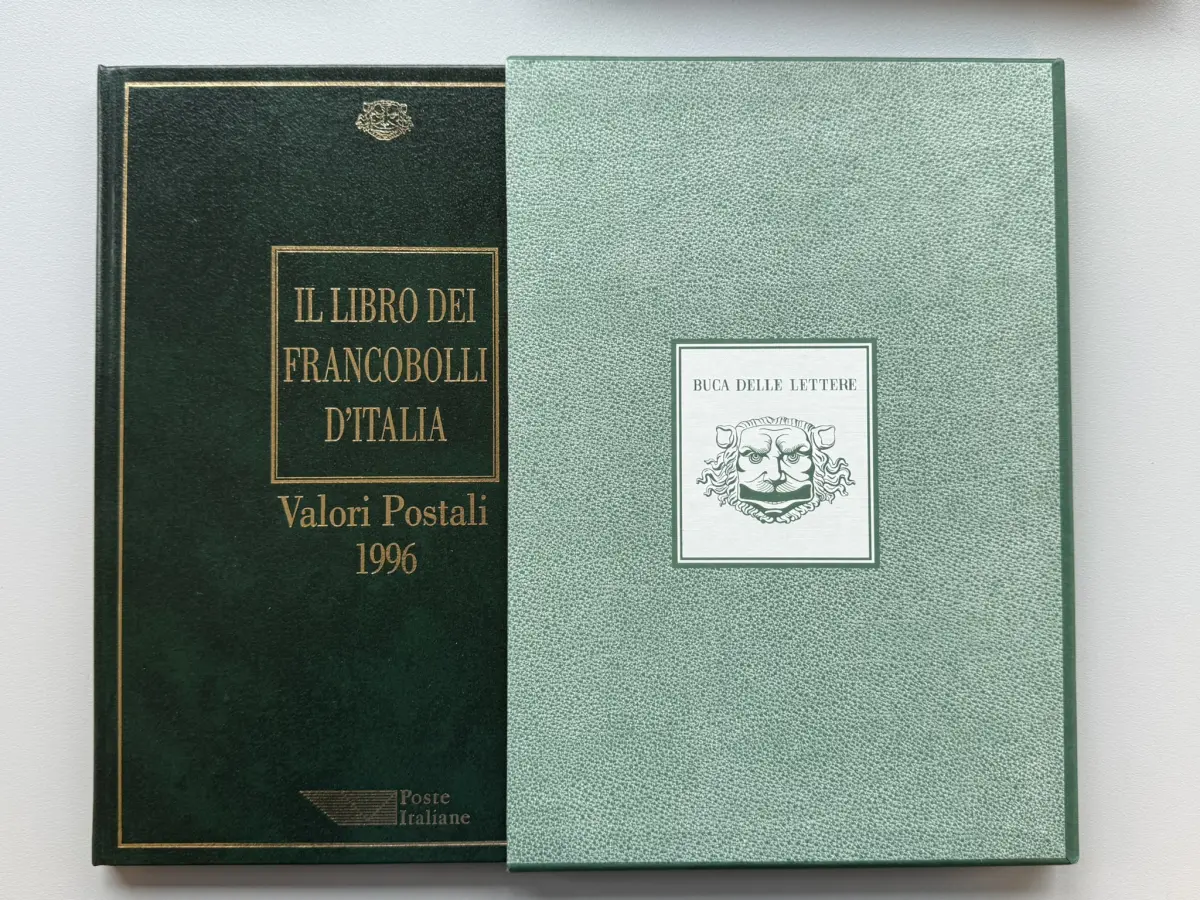 IL LIBRO DEI
FRANCOBOLLI
D'ITALIA
Valori Postali
1996
Poste
Italiane
BUCA DELLE LETTERE